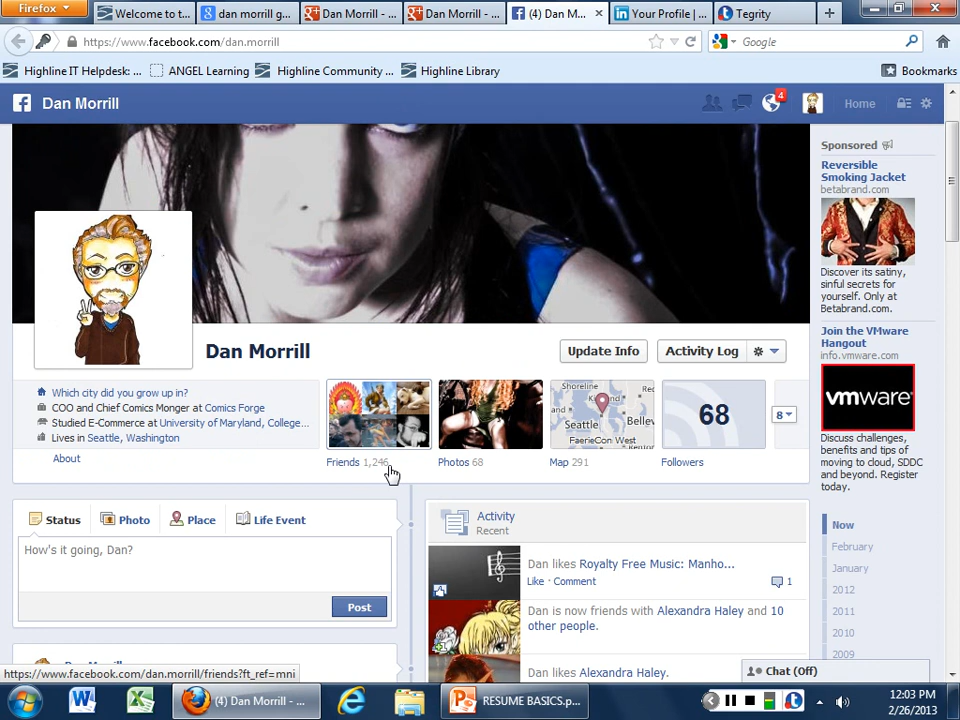 Firefox
Welcome to t...
dan morrill g...
Dan Morrill - ...
Dan Morrill - ...
(4) Dan M...
Your Profile | ...
Tegrity
https://www.facebook.com/dan.morrill
Google
Highline IT Helpdesk: ...
ANGEL Learning
Highline Community ...
Highline Library
Bookmarks
Dan Morrill
4
Home
Sponsored
Reversible
Smoking Jacket
betabrand.com
Discover its satiny,
sinful secrets for
yourself. Only at
Betabrand.com.
Join the VMware
Hangout
info.vmware.com
vmware
Discuss challenges,
benefits and tips of
moving to cloud, SDDC
and beyond. Register
today.
Dan Morrill
Update Info
Activity Log
Which city did you grow up in?
COO and Chief Comics Monger at Comics Forge
Studied E-Commerce at University of Maryland, College...
Lives in Seattle, Washington
About
Friends 1,246
Photos 68
Shoreline
Seattle
Bellev
FaerieCon West
Map 291
68
Followers
8
Status
Photo
Place
Life Event
How's it going, Dan?
Post
Activity
Recent
Dan likes Royalty Free Music: Manho...
Like · Comment
1
Dan is now friends with Alexandra Haley and 10
other people.
Dan likes Alexandra Haley.
Now
February
January
2012
2011
2010
2009
Chat (Off)
https://www.facebook.com/dan.morrill/friends?ft_ref=mni
(4) Dan Morrill - ...
RESUME BASICS.p...
12:03 PM
2/26/2013